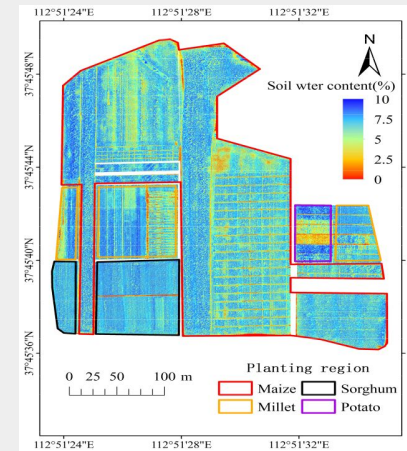 112°51'24"E 112°51'28"E 112°51'32"E
N
37°45'48"N
Soil wter content(%)
10
7.5
5
2.5
0
37°45'44"N
37°45'40"N
37°45'36"N
Planting region
0 25 50 100 m
Maize Sorghum
Millet Potato
112°51'24"E 112°51'28"E 112°51'32"E